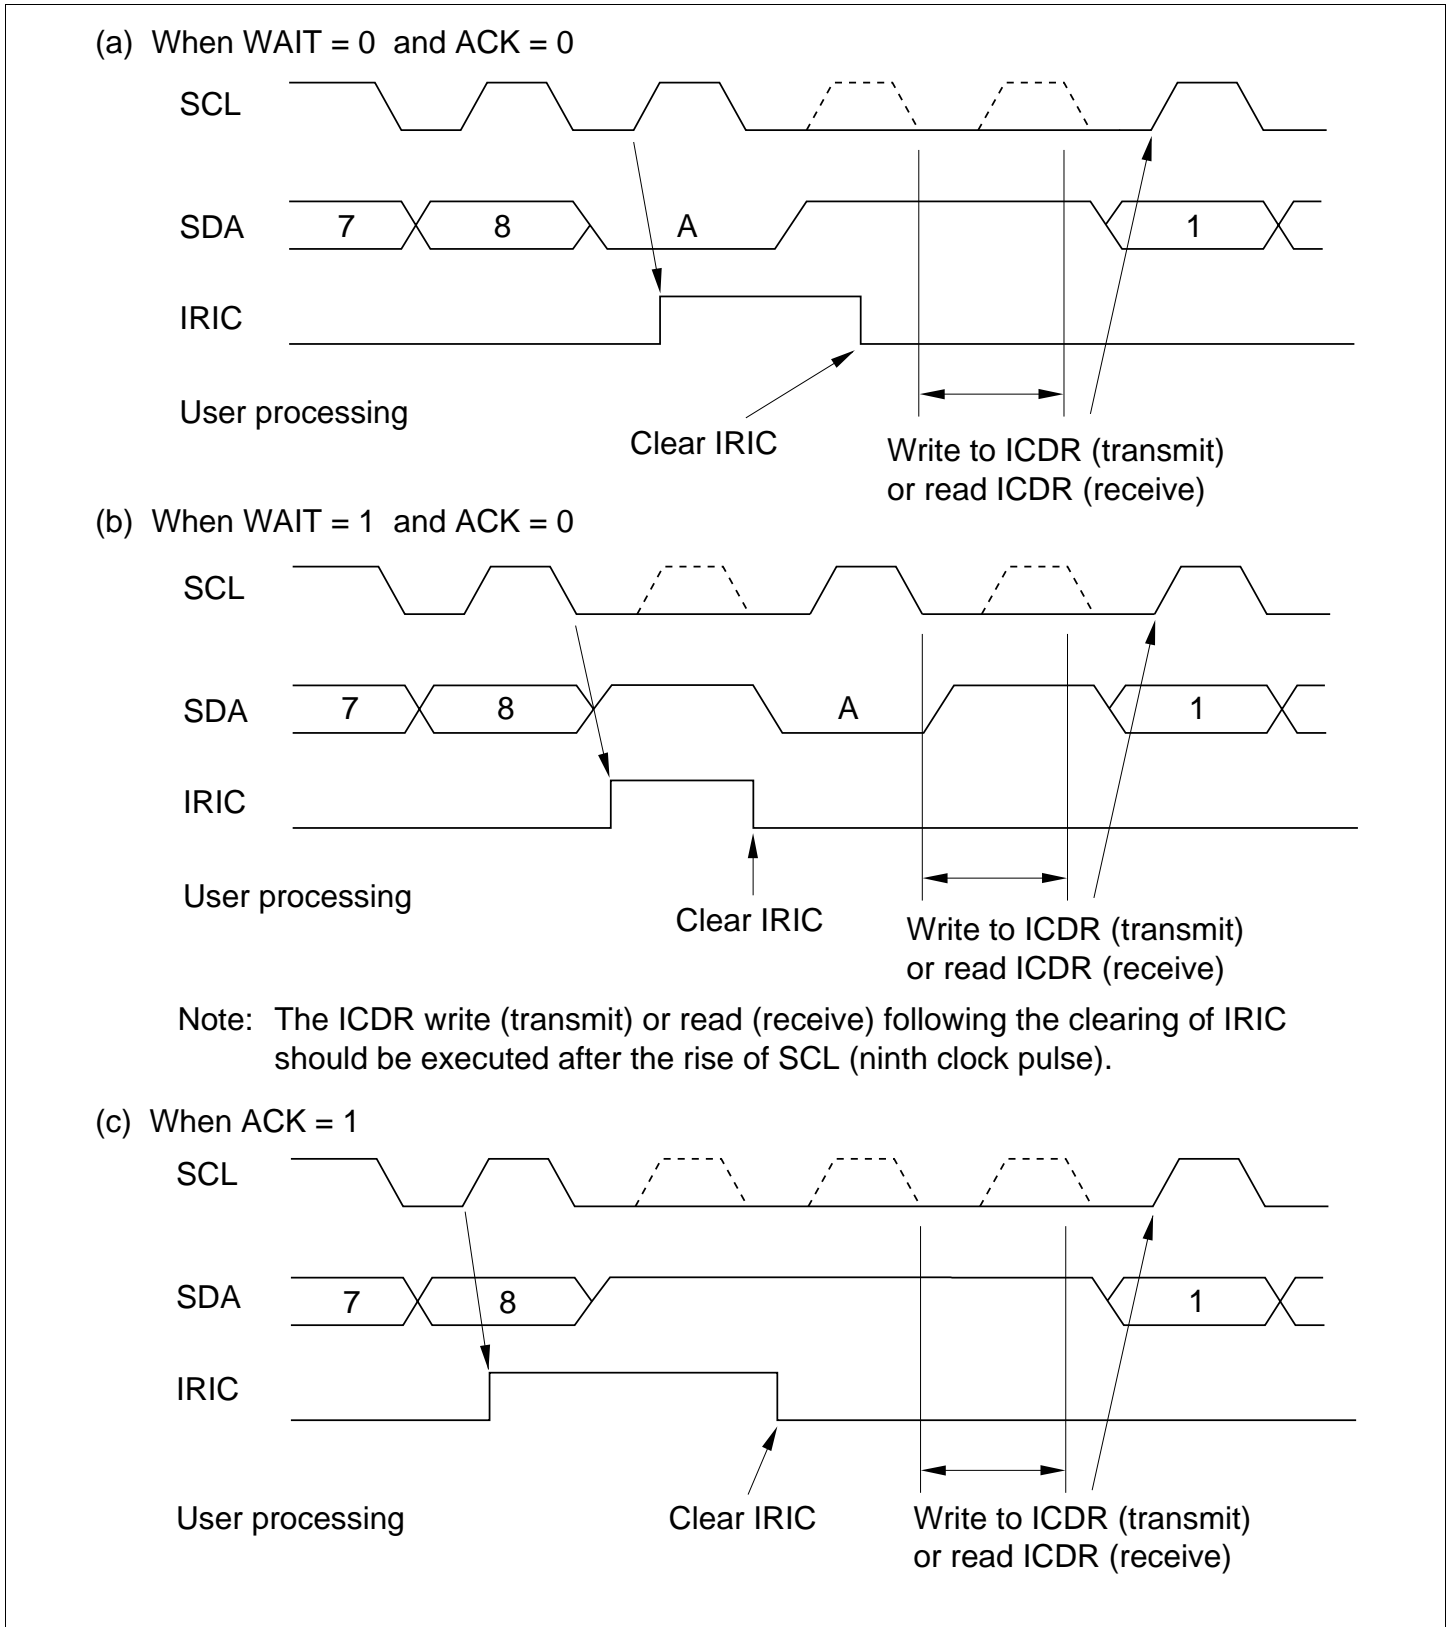 (a) When WAIT = 0 and ACK = 0
SCL
SDA
7
8
A
1
IRIC
User processing
Clear IRIC
Write to ICDR (transmit)
or read ICDR (receive)
(b) When WAIT = 1 and ACK = 0
SCL
SDA
7
8
A
1
IRIC
User processing
Clear IRIC
Write to ICDR (transmit)
or read ICDR (receive)
Note: The ICDR write (transmit) or read (receive) following the clearing of IRIC
should be executed after the rise of SCL (ninth clock pulse).
(c) When ACK = 1
SCL
SDA
7
8
1
IRIC
User processing
Clear IRIC
Write to ICDR (transmit)
or read ICDR (receive)